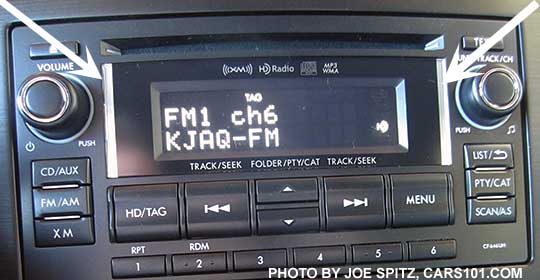 TEXT
VOLUME
TUNE/TRACK/CH
((XM)) HD Radio MP3
WMA
TAG
FM1 ch6
KJAQ-FM
PUSH
PUSH
TRACK/SEEK FOLDER/PTY/CAT TRACK/SEEK
CD/AUX
LIST/
FM/AM
HD/TAG
MENU
PTY/CAT
XM
SCAN/AS
RPT RDM
1 2 3 4 5 6
PHOTO BY JOE SPITZ, CARS101.COM